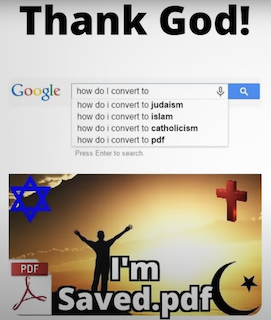 Thank God!
Google
how do i convert to
how do i convert to judaism
how do i convert to islam
how do i convert to catholicism
how do i convert to pdf
Press Enter to search.
PDF
I'm
Saved.pdf